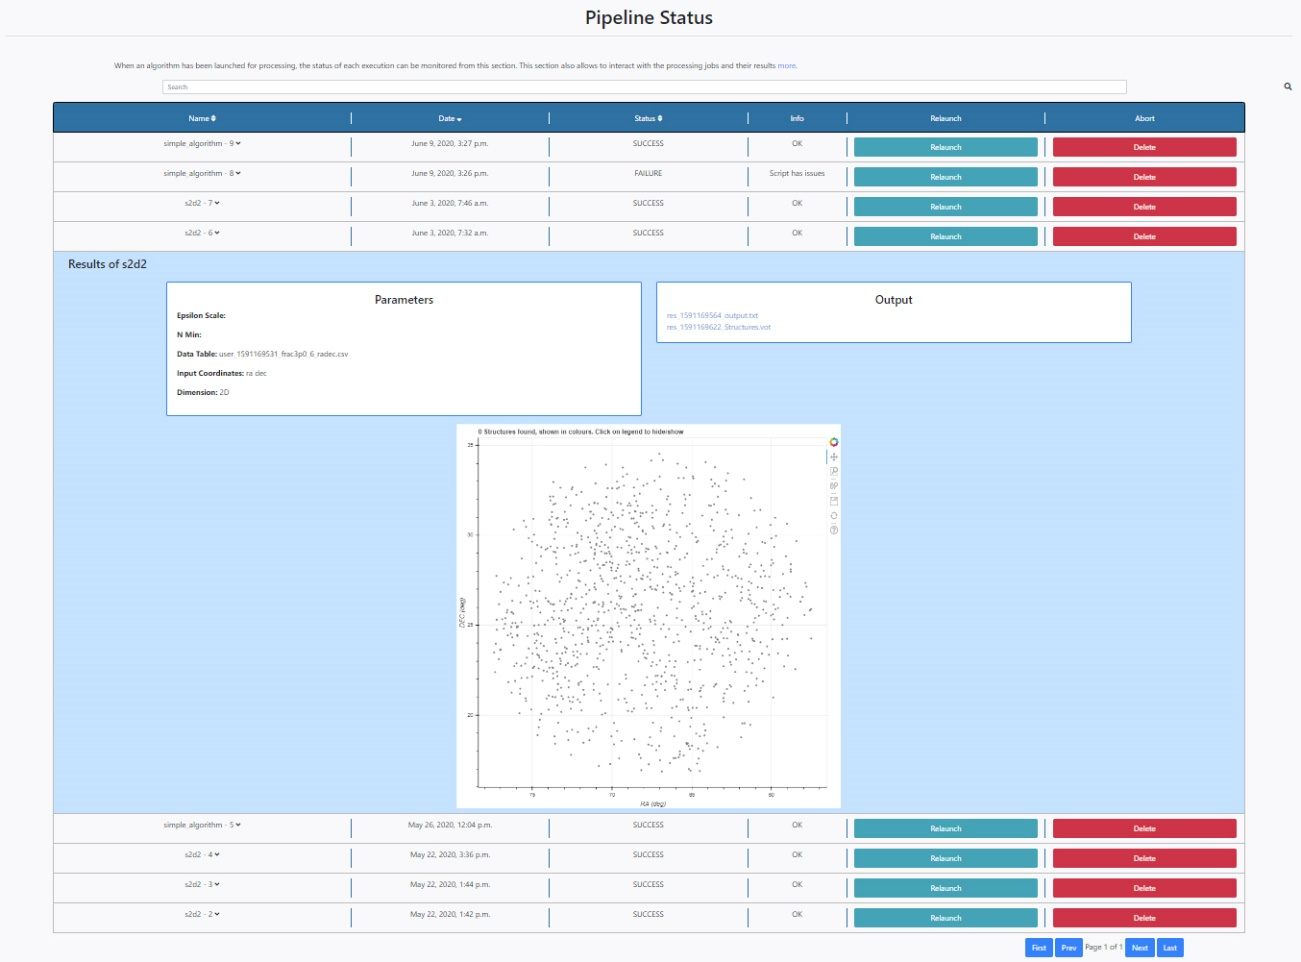 Pipeline Status
When an algorithm has been launched for processing, the status of each execution can be monitored from this section. This section also allows to interact with the processing jobs and their results more.
Search
Name Date Status Info Relaunch Abort
simple_algorithm - 9 June 9, 2020, 3:27 p.m. SUCCESS OK Relaunch Delete
simple_algorithm - 8 June 9, 2020, 3:26 p.m. FAILURE Script has issues Relaunch Delete
s2d2 - 7 June 3, 2020, 7:46 a.m. SUCCESS OK Relaunch Delete
s2d2 - 6 June 3, 2020, 7:32 a.m. SUCCESS OK Relaunch Delete
Results of s2d2
Parameters
Epsilon Scale:
N Min:
Data Table: user_1591169531_frac3p0_6_radec.csv
Input Coordinates: ra dec
Dimension: 2D
Output
res_1591169564_output.txt
res_1591169622_Structures.vot
0 Structures found, shown in colours. Click on legend to hide/show
35
30
25
20
DEC (deg)
75 70 65 60
RA (deg)
simple_algorithm - 5 May 26, 2020, 12:04 p.m. SUCCESS OK Relaunch Delete
s2d2 - 4 May 22, 2020, 3:36 p.m. SUCCESS OK Relaunch Delete
s2d2 - 3 May 22, 2020, 1:44 p.m. SUCCESS OK Relaunch Delete
s2d2 - 2 May 22, 2020, 1:42 p.m. SUCCESS OK Relaunch Delete
First Prev Page 1 of 1 Next Last